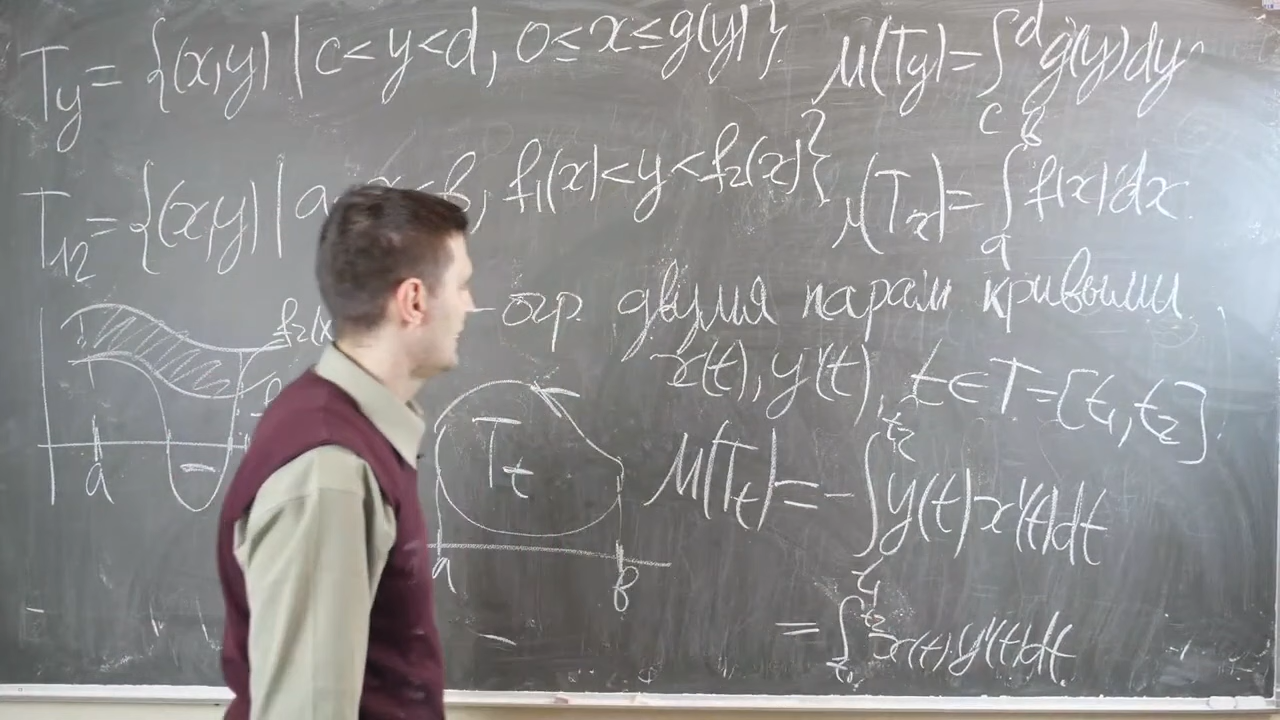 T_y = {(x,y) | c < y < d, 0 ≤ x ≤ g(y)}. μ(T_y) = ∫_c^d g(y)dy
T_12 = {(x,y) | a < x < b, f_1(x) < y < f_2(x)} μ(T_x) = ∫_a^b f(x)dx.
– огр. двумя парам кривыми
x(t), y(t), t ∈ T = [t_1, t_2].
f_2(x
a
T_t
a b
μ(T_t) = - ∫_{t_1}^{t_2} y(t)x'(t)dt
= ∫_{t_1}^{t_2} x(t)y'(t)dt